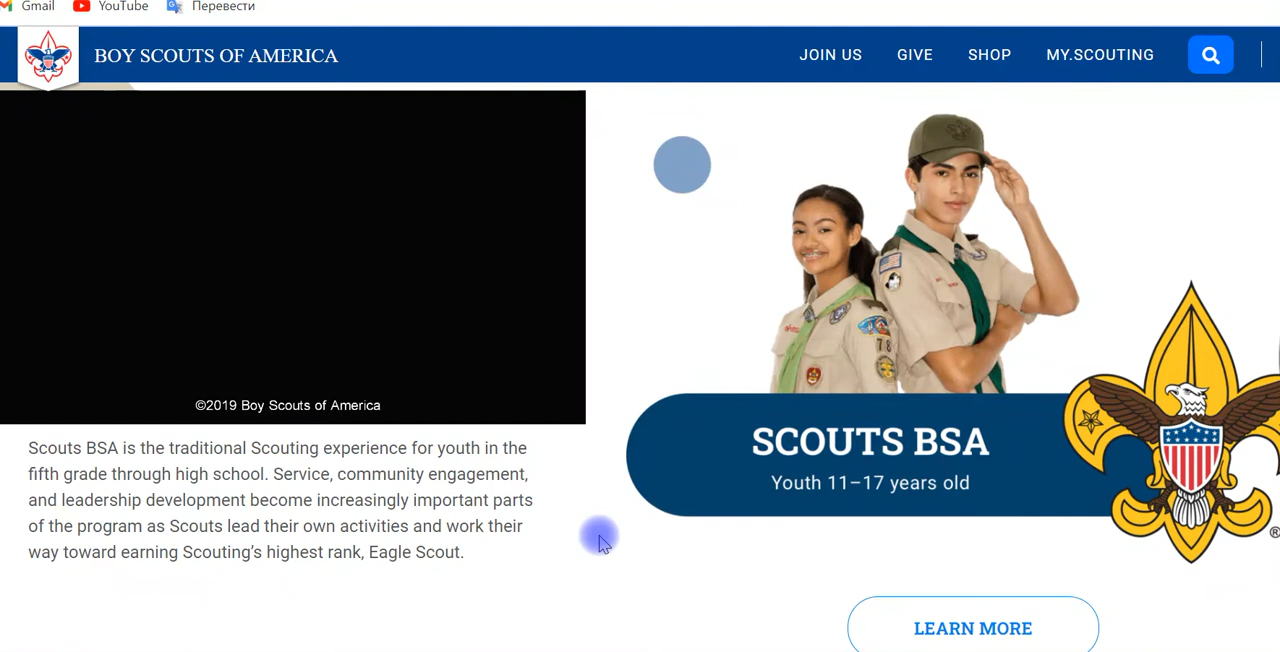 Gmail YouTube Перевести
BOY SCOUTS OF AMERICA JOIN US GIVE SHOP MY.SCOUTING
©2019 Boy Scouts of America
Scouts BSA is the traditional Scouting experience for youth in the
fifth grade through high school. Service, community engagement,
and leadership development become increasingly important parts
of the program as Scouts lead their own activities and work their
way toward earning Scouting's highest rank, Eagle Scout.
78
SCOUTS BSA
Youth 11–17 years old
®
LEARN MORE